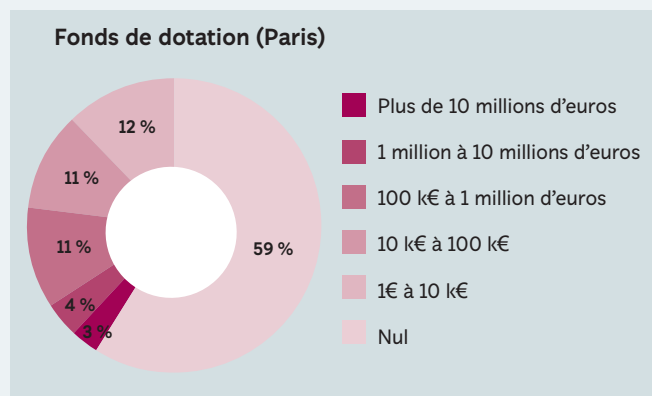 Fonds de dotation (Paris)
12 %
11 %
11 %
4 %
3 %
59 %
Plus de 10 millions d’euros
1 million à 10 millions d’euros
100 k€ à 1 million d’euros
10 k€ à 100 k€
1€ à 10 k€
Nul